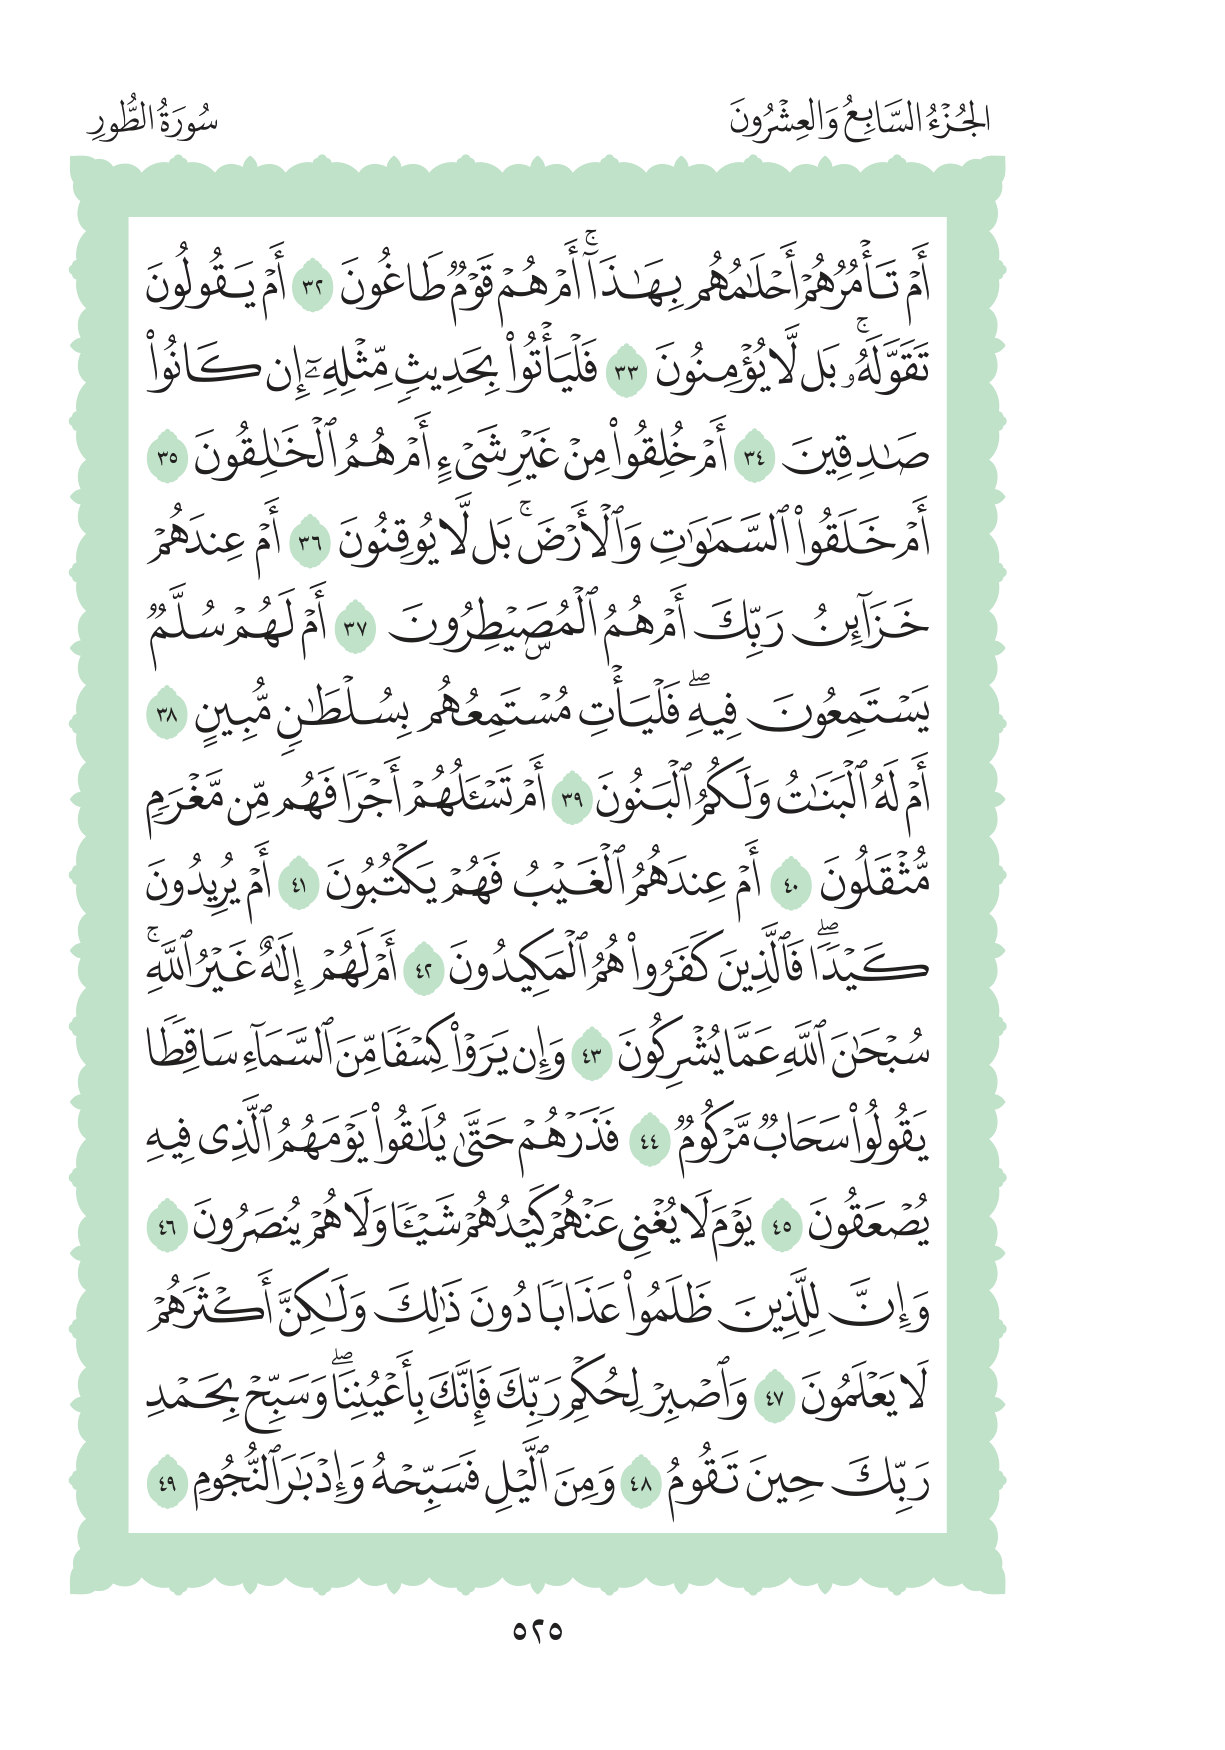 الجُزْءُ السَّابِعُ وَالعِشْرُونَ
سُورَةُ الطُّورِ
أَمۡ تَأۡمُرُهُمۡ أَحۡلَٰمُهُم بِهَٰذَآۚ أَمۡ هُمۡ قَوۡمٞ طَاغُونَ ٣٢ أَمۡ يَقُولُونَ
تَقَوَّلَهُۥۚ بَل لَّا يُؤۡمِنُونَ ٣٣ فَلۡيَأۡتُواْ بِحَدِيثٖ مِّثۡلِهِۦٓ إِن كَانُواْ
صَٰدِقِينَ ٣٤ أَمۡ خُلِقُواْ مِنۡ غَيۡرِ شَيۡءٍ أَمۡ هُمُ ٱلۡخَٰلِقُونَ ٣٥
أَمۡ خَلَقُواْ ٱلسَّمَٰوَٰتِ وَٱلۡأَرۡضَۚ بَل لَّا يُوقِنُونَ ٣٦ أَمۡ عِندَهُمۡ
خَزَآئِنُ رَبِّكَ أَمۡ هُمُ ٱلۡمُصَۜيۡطِرُونَ ٣٧ أَمۡ لَهُمۡ سُلَّمٞ
يَسۡتَمِعُونَ فِيهِۖ فَلۡيَأۡتِ مُسۡتَمِعُهُم بِسُلۡطَٰنٖ مُّبِينٍ ٣٨
أَمۡ لَهُ ٱلۡبَنَٰتُ وَلَكُمُ ٱلۡبَنُونَ ٣٩ أَمۡ تَسۡـَٔلُهُمۡ أَجۡرٗا فَهُم مِّن مَّغۡرَمٖ
مُّثۡقَلُونَ ٤٠ أَمۡ عِندَهُمُ ٱلۡغَيۡبُ فَهُمۡ يَكۡتُبُونَ ٤١ أَمۡ يُرِيدُونَ
كَيۡدٗاۖ فَٱلَّذِينَ كَفَرُواْ هُمُ ٱلۡمَكِيدُونَ ٤٢ أَمۡ لَهُمۡ إِلَٰهٌ غَيۡرُ ٱللَّهِۚ
سُبۡحَٰنَ ٱللَّهِ عَمَّا يُشۡرِكُونَ ٤٣ وَإِن يَرَوۡاْ كِسۡفٗا مِّنَ ٱلسَّمَآءِ سَاقِطٗا
يَقُولُواْ سَحَابٞ مَّرۡكُومٞ ٤٤ فَذَرۡهُمۡ حَتَّىٰ يُلَٰقُواْ يَوۡمَهُمُ ٱلَّذِي فِيهِ
يُصۡعَقُونَ ٤٥ يَوۡمَ لَا يُغۡنِي عَنۡهُمۡ كَيۡدُهُمۡ شَيۡـٔٗا وَلَا هُمۡ يُنصَرُونَ ٤٦
وَإِنَّ لِلَّذِينَ ظَلَمُواْ عَذَابٗا دُونَ ذَٰلِكَ وَلَٰكِنَّ أَكۡثَرَهُمۡ
لَا يَعۡلَمُونَ ٤٧ وَٱصۡبِرۡ لِحُكۡمِ رَبِّكَ فَإِنَّكَ بِأَعۡيُنِنَاۖ وَسَبِّحۡ بِحَمۡدِ
رَبِّكَ حِينَ تَقُومُ ٤٨ وَمِنَ ٱلَّيۡلِ فَسَبِّحۡهُ وَإِدۡبَٰرَ ٱلنُّجُومِ ٤٩
٥٢٥